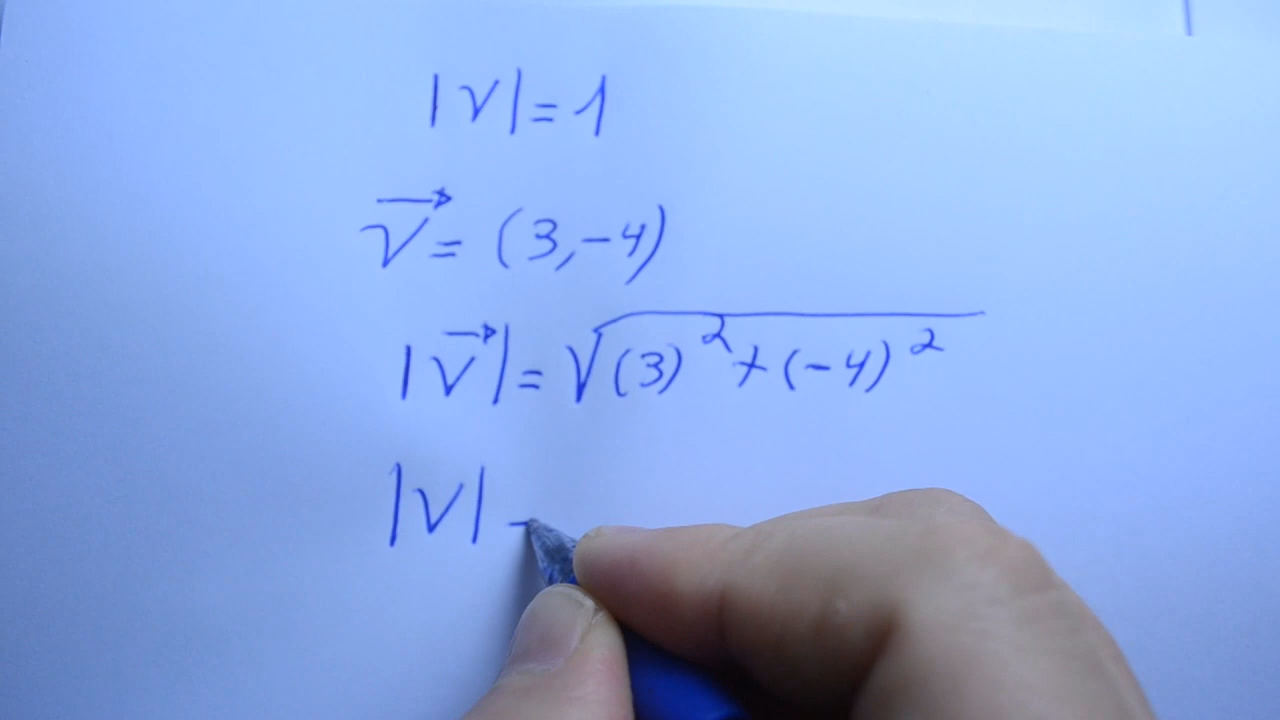 |v| = 1
v⃗ = (3, -4)
|v⃗| = √(3)² + (-4)²
|v| -